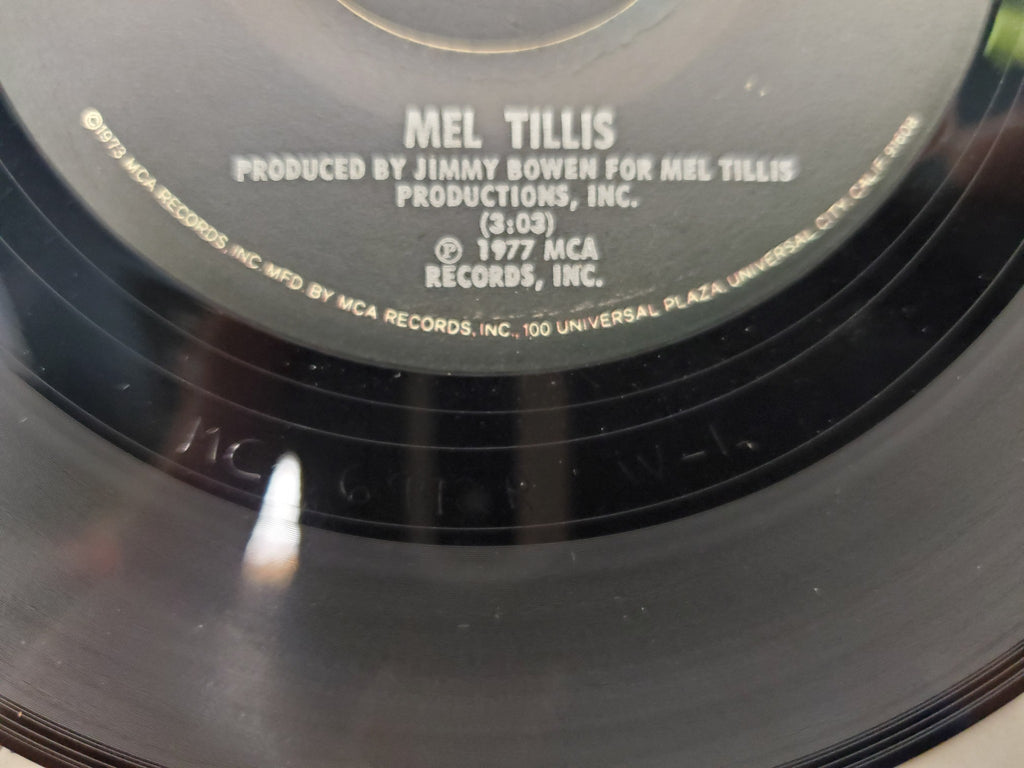 MEL TILLIS
PRODUCED BY JIMMY BOWEN FOR MEL TILLIS
PRODUCTIONS, INC.
(3:03)
℗ 1977 MCA
RECORDS, INC.
©1973 MCA RECORDS, INC. MFD. BY MCA RECORDS, INC., 100 UNIVERSAL PLAZA UNIVERSAL CITY CALIF. 91608